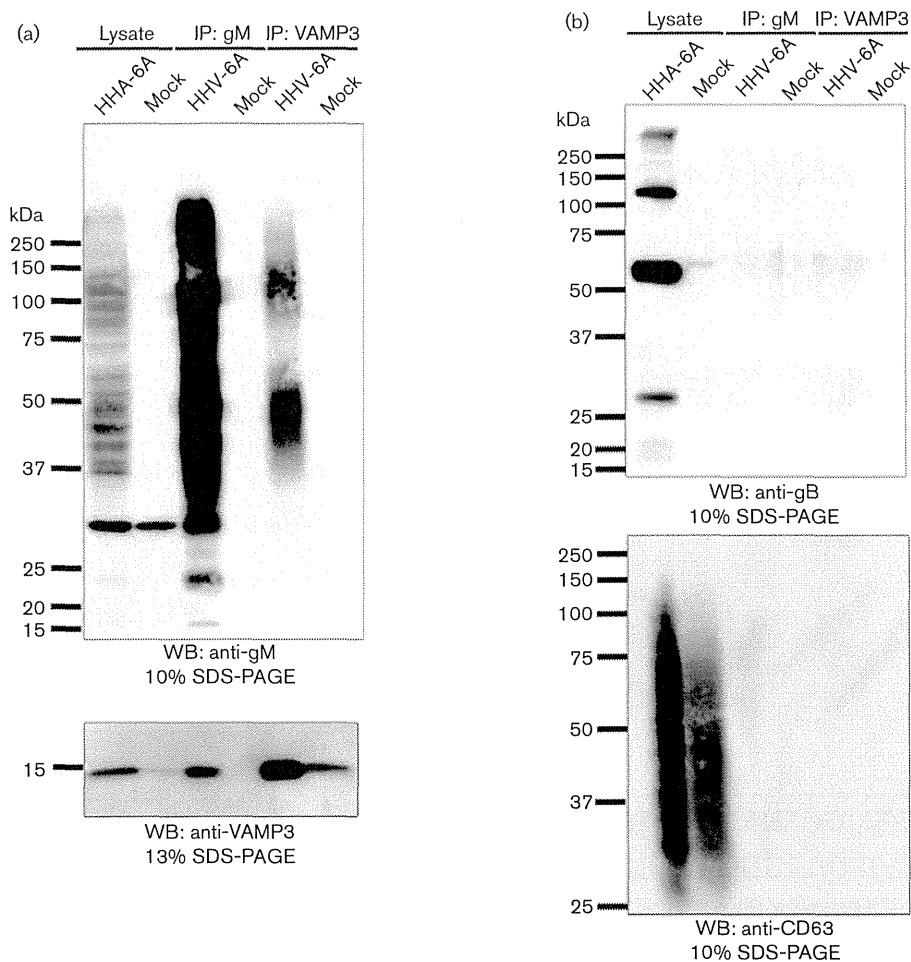 (a)
Lysate IP: gM IP: VAMP3
HHA-6A Mock HHV-6A Mock HHV-6A Mock
kDa
250
150
100
75
50
37
25
20
15
WB: anti-gM
10% SDS-PAGE
15
WB: anti-VAMP3
13% SDS-PAGE
(b)
Lysate IP: gM IP: VAMP3
HHA-6A Mock HHV-6A Mock HHV-6A Mock
kDa
250
150
100
75
50
37
25
20
15
WB: anti-gB
10% SDS-PAGE
250
150
100
75
50
37
25
WB: anti-CD63
10% SDS-PAGE